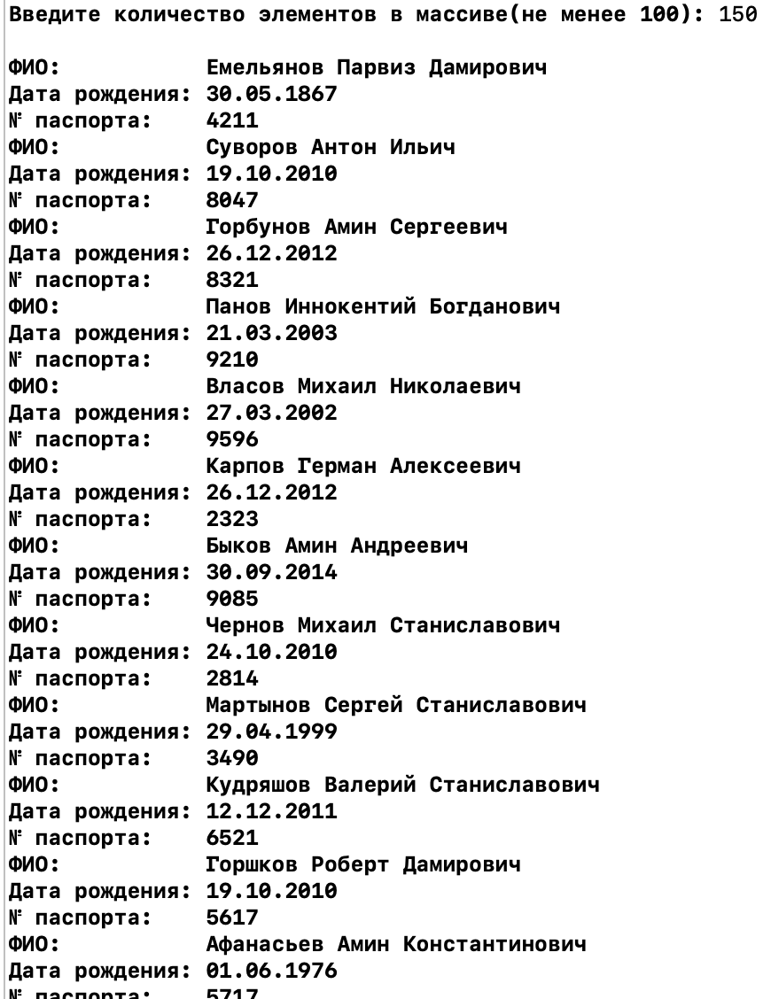 Введите количество элементов в массиве(не менее 100): 150
ФИО: Емельянов Парвиз Дамирович
Дата рождения: 30.05.1867
№ паспорта: 4211
ФИО: Суворов Антон Ильич
Дата рождения: 19.10.2010
№ паспорта: 8047
ФИО: Горбунов Амин Сергеевич
Дата рождения: 26.12.2012
№ паспорта: 8321
ФИО: Панов Иннокентий Богданович
Дата рождения: 21.03.2003
№ паспорта: 9210
ФИО: Власов Михаил Николаевич
Дата рождения: 27.03.2002
№ паспорта: 9596
ФИО: Карпов Герман Алексеевич
Дата рождения: 26.12.2012
№ паспорта: 2323
ФИО: Быков Амин Андреевич
Дата рождения: 30.09.2014
№ паспорта: 9085
ФИО: Чернов Михаил Станиславович
Дата рождения: 24.10.2010
№ паспорта: 2814
ФИО: Мартынов Сергей Станиславович
Дата рождения: 29.04.1999
№ паспорта: 3490
ФИО: Кудряшов Валерий Станиславович
Дата рождения: 12.12.2011
№ паспорта: 6521
ФИО: Горшков Роберт Дамирович
Дата рождения: 19.10.2010
№ паспорта: 5617
ФИО: Афанасьев Амин Константинович
Дата рождения: 01.06.1976
№ паспорта: 5717